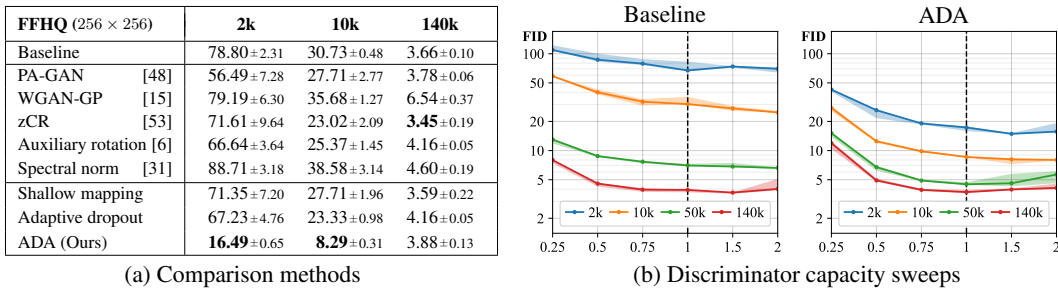 FFHQ (256 × 256) 2k 10k 140k
Baseline 78.80 ± 2.31 30.73 ± 0.48 3.66 ± 0.10
PA-GAN [48] 56.49 ± 7.28 27.71 ± 2.77 3.78 ± 0.06
WGAN-GP [15] 79.19 ± 6.30 35.68 ± 1.27 6.54 ± 0.37
zCR [53] 71.61 ± 9.64 23.02 ± 2.09 3.45 ± 0.19
Auxiliary rotation [6] 66.64 ± 3.64 25.37 ± 1.45 4.16 ± 0.05
Spectral norm [31] 88.71 ± 3.18 38.58 ± 3.14 4.60 ± 0.19
Shallow mapping 71.35 ± 7.20 27.71 ± 1.96 3.59 ± 0.22
Adaptive dropout 67.23 ± 4.76 23.33 ± 0.98 4.16 ± 0.05
ADA (Ours) 16.49 ± 0.65 8.29 ± 0.31 3.88 ± 0.13
(a) Comparison methods
Baseline
FID
100
50
20
10
5
2
2k 10k 50k 140k
0.25 0.5 0.75 1 1.5 2
ADA
FID
100
50
20
10
5
2
2k 10k 50k 140k
0.25 0.5 0.75 1 1.5 2
(b) Discriminator capacity sweeps